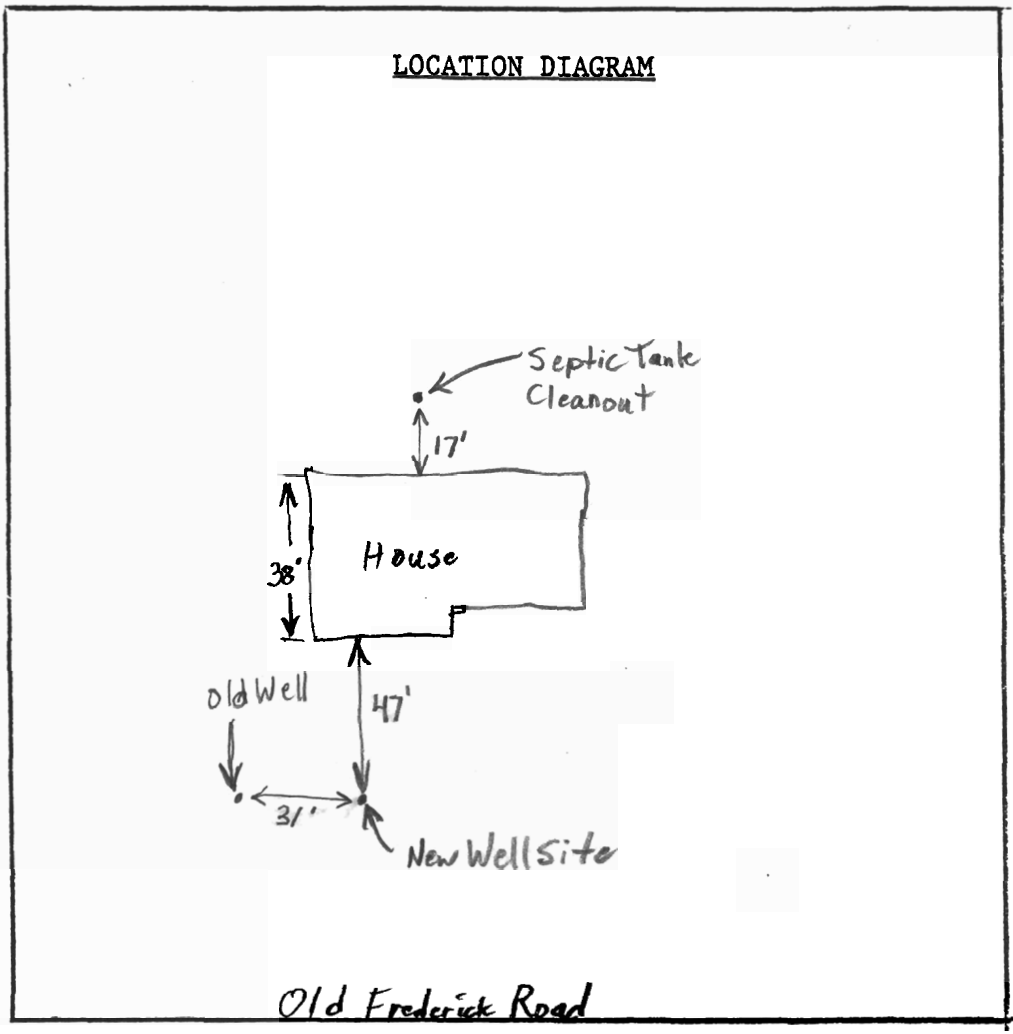 LOCATION DIAGRAM
Septic Tank
Cleanout
17'
House
38'
Old Well
47'
31'
New Well Site
Old Frederick Road